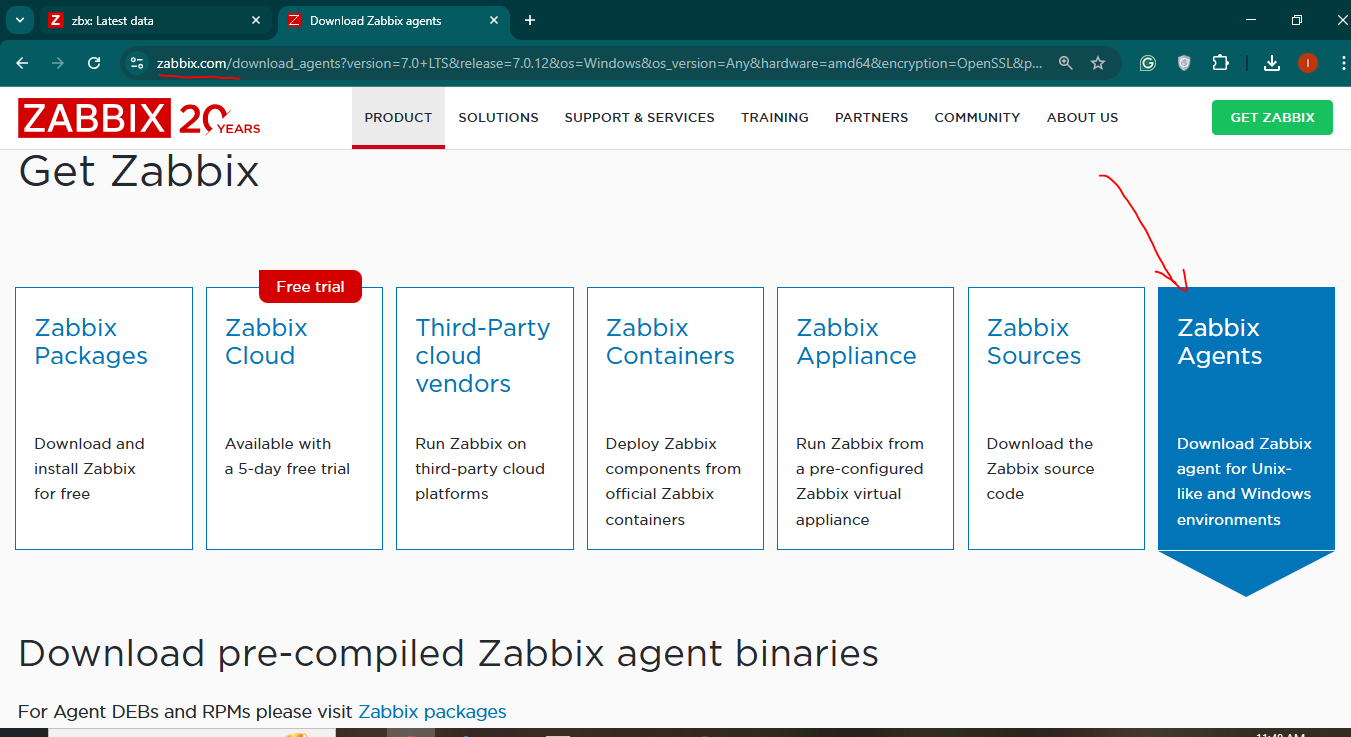 zbx: Latest data
Download Zabbix agents
zabbix.com/download_agents?version=7.0+LTS&release=7.0.12&os=Windows&os_version=Any&hardware=amd64&encryption=OpenSSL&p...
I
ZABBIX 20 YEARS
PRODUCT
SOLUTIONS
SUPPORT & SERVICES
TRAINING
PARTNERS
COMMUNITY
ABOUT US
GET ZABBIX
Get Zabbix
Zabbix
Packages
Download and
install Zabbix
for free
Free trial
Zabbix
Cloud
Available with
a 5-day free trial
Third-Party
cloud
vendors
Run Zabbix on
third-party cloud
platforms
Zabbix
Containers
Deploy Zabbix
components from
official Zabbix
containers
Zabbix
Appliance
Run Zabbix from
a pre-configured
Zabbix virtual
appliance
Zabbix
Sources
Download the
Zabbix source
code
Zabbix
Agents
Download Zabbix
agent for Unix-
like and Windows
environments
Download pre-compiled Zabbix agent binaries
For Agent DEBs and RPMs please visit Zabbix packages